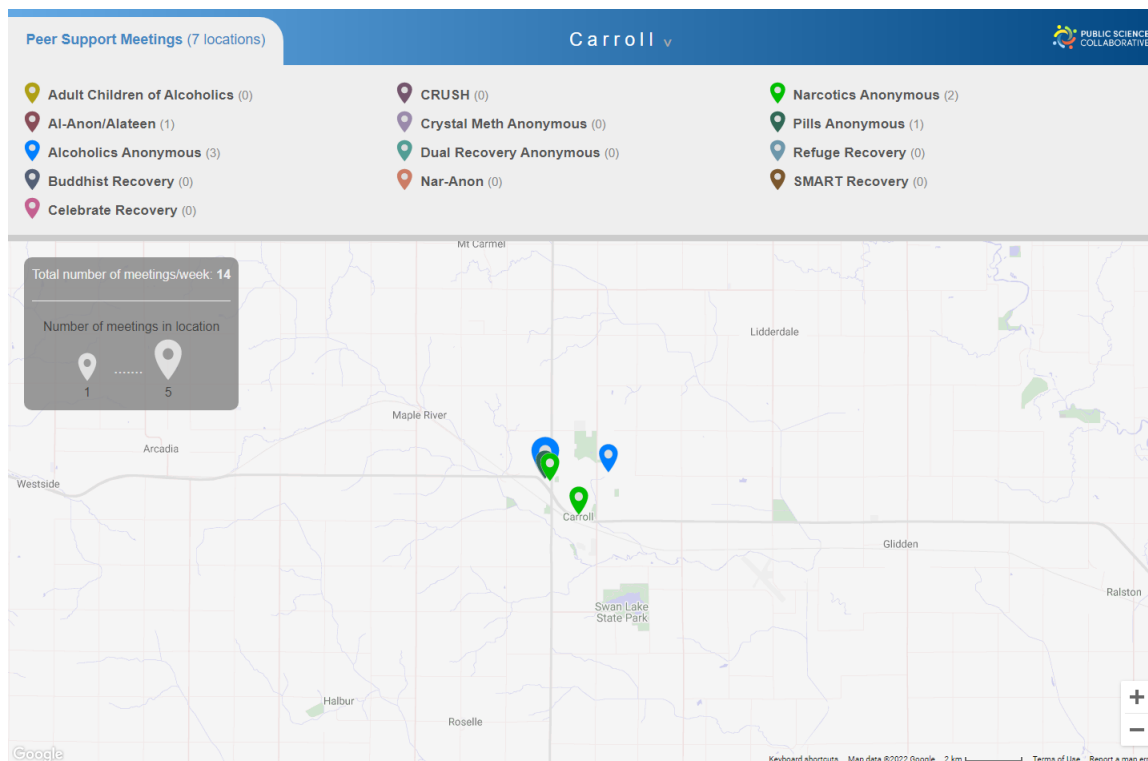 Peer Support Meetings (7 locations)
Carroll v
PUBLIC SCIENCE
COLLABORATIVE
Adult Children of Alcoholics (0)
Al-Anon/Alateen (1)
Alcoholics Anonymous (3)
Buddhist Recovery (0)
Celebrate Recovery (0)
CRUSH (0)
Crystal Meth Anonymous (0)
Dual Recovery Anonymous (0)
Nar-Anon (0)
Narcotics Anonymous (2)
Pills Anonymous (1)
Refuge Recovery (0)
SMART Recovery (0)
Total number of meetings/week: 14
Number of meetings in location
1 ....... 5
Mt Carmel
Lidderdale
Maple River
Arcadia
Westside
Carroll
Glidden
Ralston
Swan Lake
State Park
Halbur
Roselle
+
−
Google
Keyboard shortcuts Map data ©2022 Google 2 km Terms of Use Report a map er